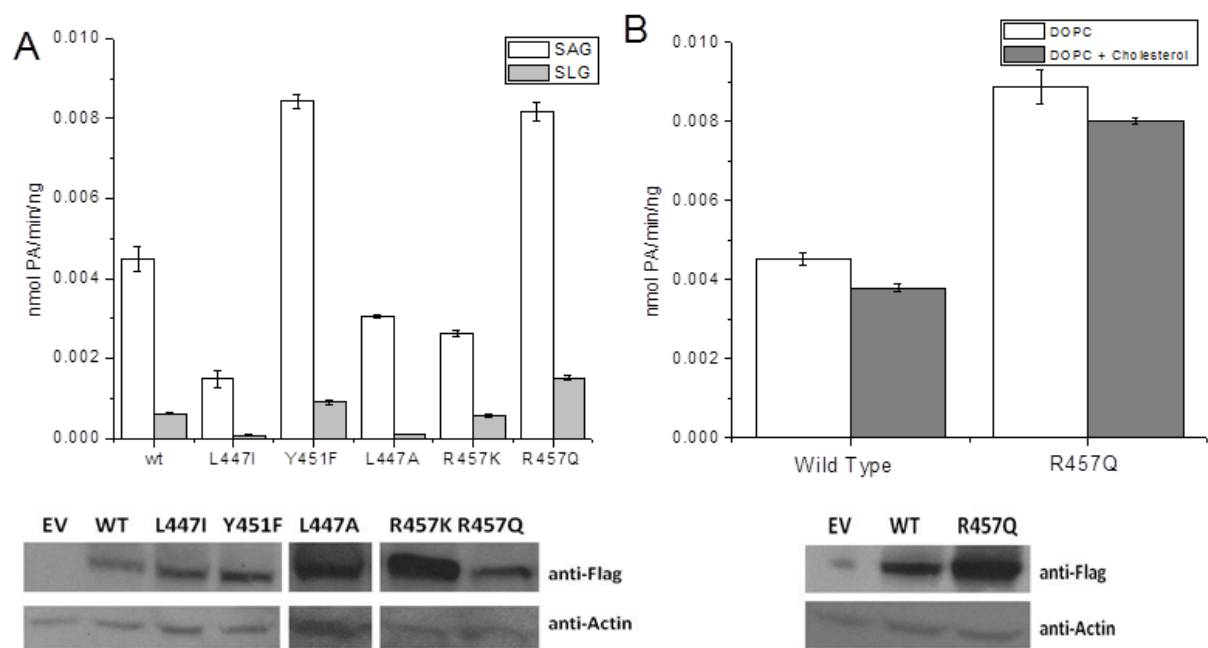 A
0.010
0.008
0.006
0.004
0.002
0.000
nmol PA/min/ng
SAG
SLG
wt L447I Y451F L447A R457K R457Q
EV WT L447I Y451F L447A R457K R457Q
anti-Flag
anti-Actin
B
0.010
0.008
0.006
0.004
0.002
0.000
nmol PA/min/ng
DOPC
DOPC + Cholesterol
Wild Type R457Q
EV WT R457Q
anti-Flag
anti-Actin